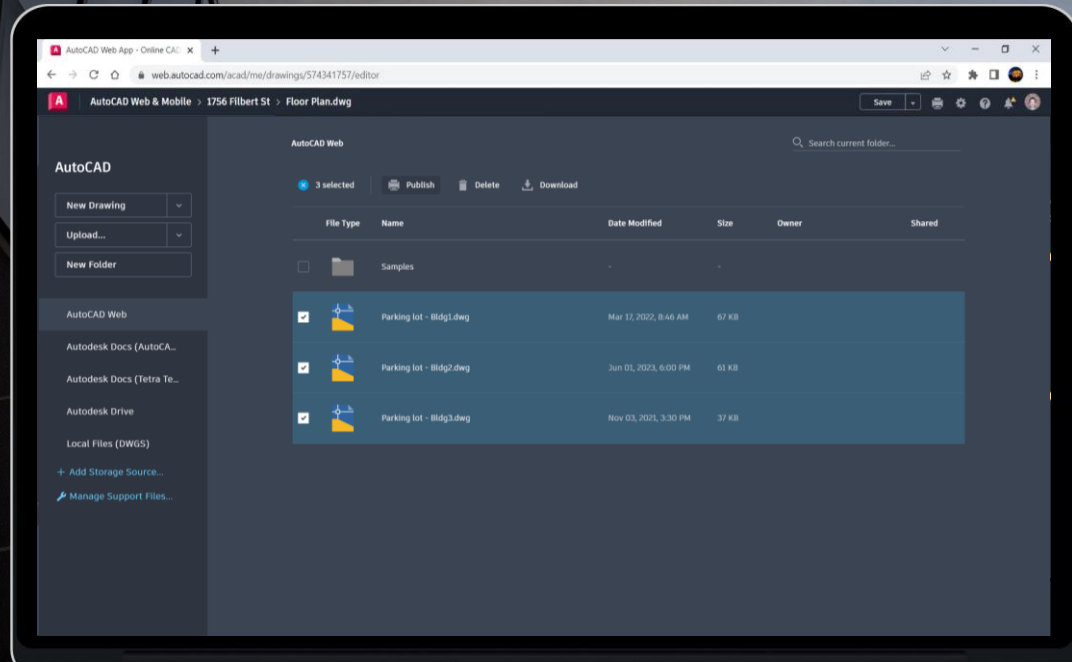 AutoCAD Web App - Online CAD
web.autocad.com/acad/me/drawings/574341757/editor
A AutoCAD Web & Mobile > 1756 Filbert St > Floor Plan.dwg Save
AutoCAD Web Search current folder...
AutoCAD
3 selected Publish Delete Download
New Drawing
File Type Name Date Modified Size Owner Shared
Upload...
New Folder
Samples - -
AutoCAD Web
Parking lot - Bldg1.dwg Mar 17, 2022, 8:46 AM 67 KB
Autodesk Docs (AutoCA...
Parking lot - Bldg2.dwg Jun 01, 2023, 6:00 PM 61 KB
Autodesk Docs (Tetra Te...
Autodesk Drive
Parking lot - Bldg3.dwg Nov 03, 2021, 3:30 PM 37 KB
Local Files (DWGS)
+ Add Storage Source...
Manage Support Files...